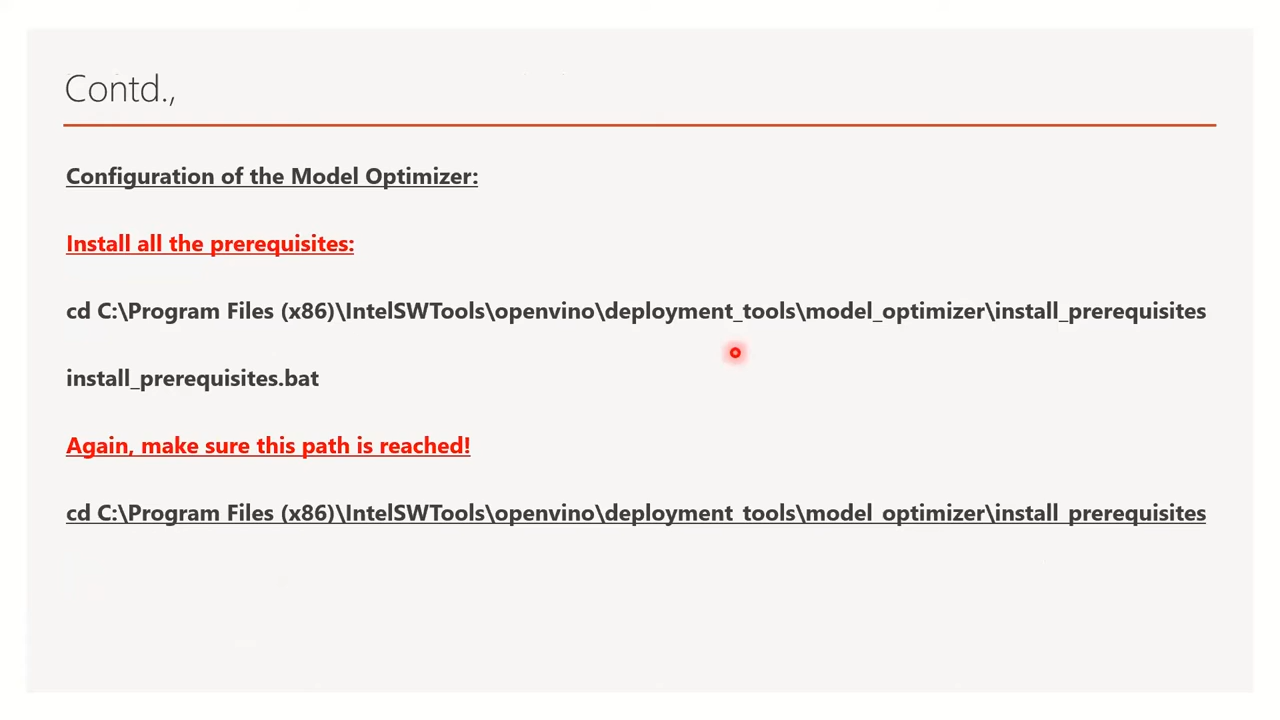 Contd.,
Configuration of the Model Optimizer:
Install all the prerequisites:
cd C:\Program Files (x86)\IntelSWTools\openvino\deployment_tools\model_optimizer\install_prerequisites
install_prerequisites.bat
Again, make sure this path is reached!
cd C:\Program Files (x86)\IntelSWTools\openvino\deployment_tools\model_optimizer\install_prerequisites